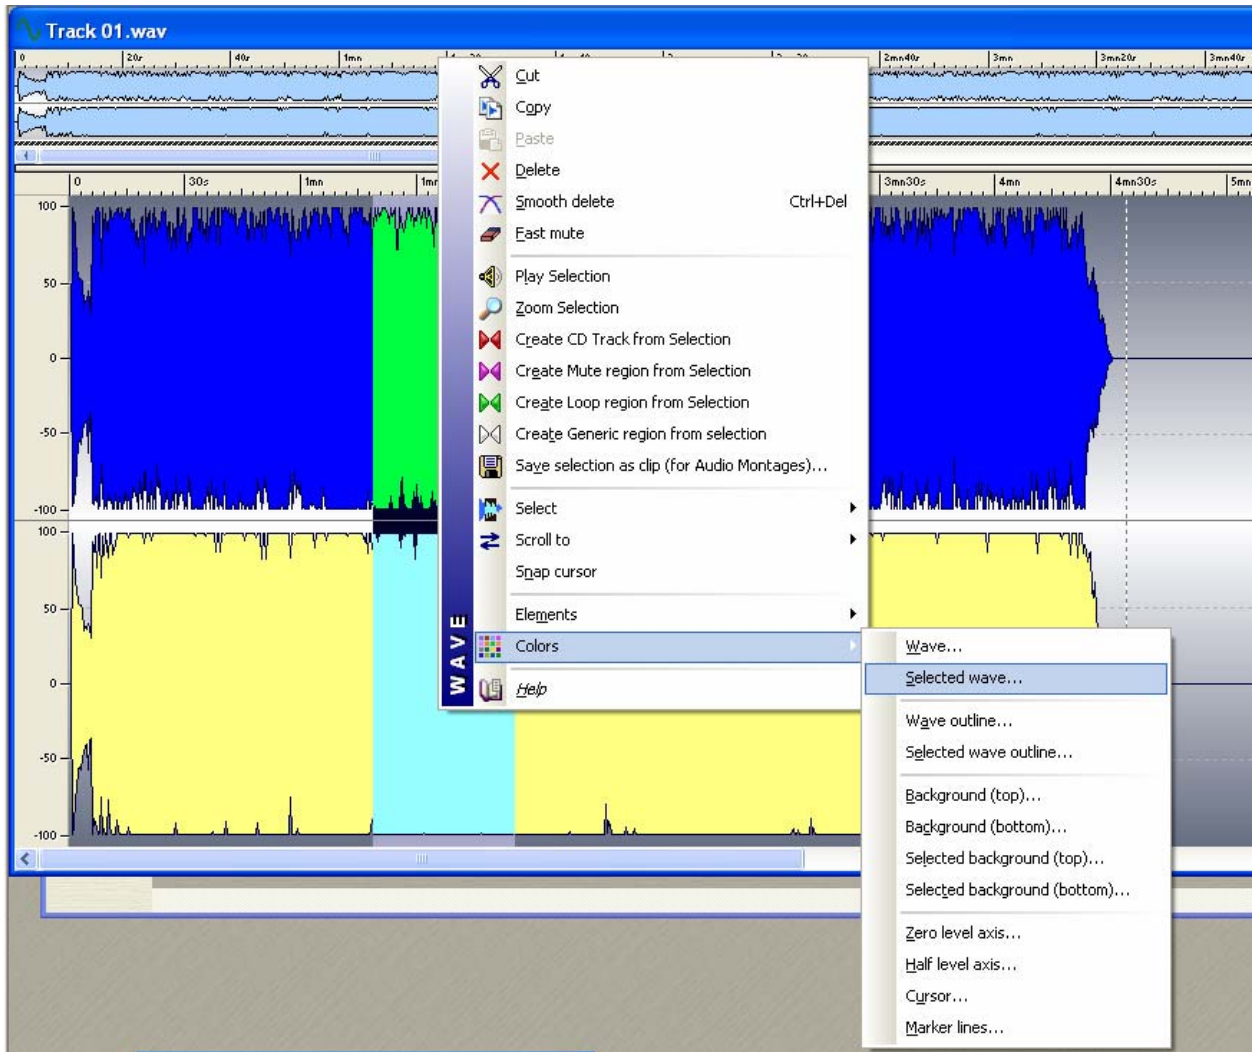 Track 01.wav
0 20s 40s 1mn 2mn40s 3mn 3mn20s 3mn40s
0 30s 1mn 3mn30s 4mn 4mn30s 5mn
100
50
0
-50
-100
100
50
0
-50
-100
WAVE
Cut
Copy
Paste
Delete
Smooth delete Ctrl+Del
Fast mute
Play Selection
Zoom Selection
Create CD Track from Selection
Create Mute region from Selection
Create Loop region from Selection
Create Generic region from selection
Save selection as clip (for Audio Montages)...
Select
Scroll to
Snap cursor
Elements
Colors
Help
Wave...
Selected wave...
Wave outline...
Selected wave outline...
Background (top)...
Background (bottom)...
Selected background (top)...
Selected background (bottom)...
Zero level axis...
Half level axis...
Cursor...
Marker lines...